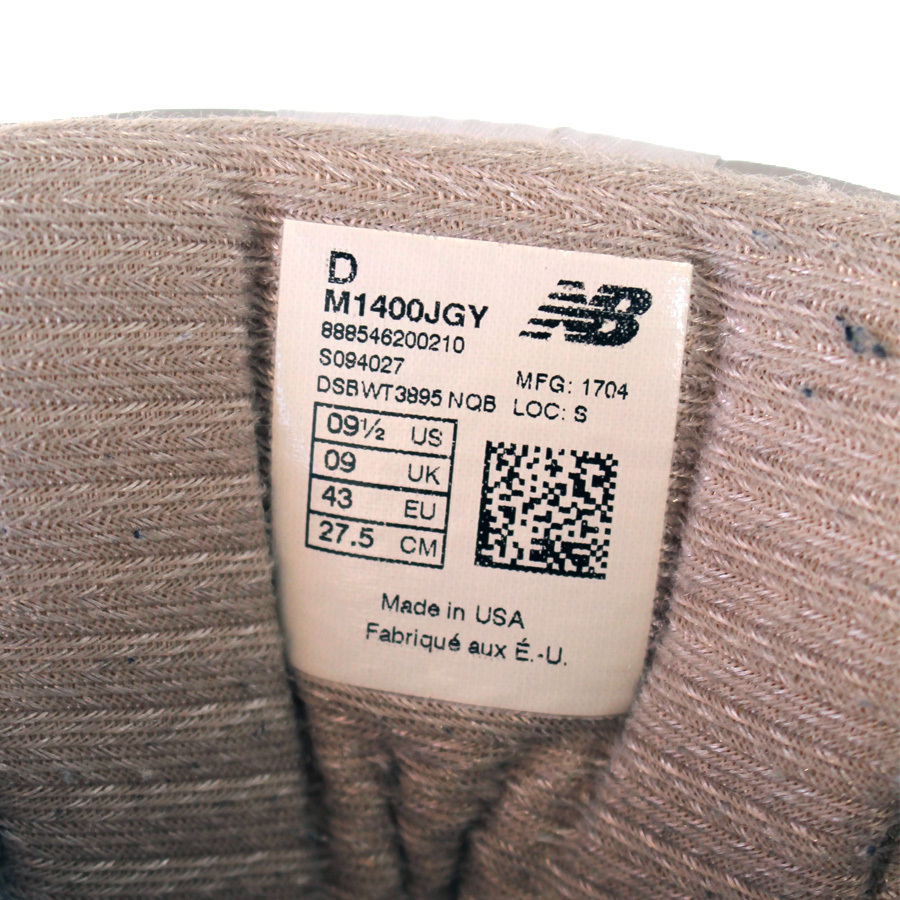 D
M1400JGY
888546200210
S094027
DSBWT3895 NQB
NB
MFG: 1704
LOC: S
09½ US
09 UK
43 EU
27.5 CM
Made in USA
Fabriqué aux É.-U.